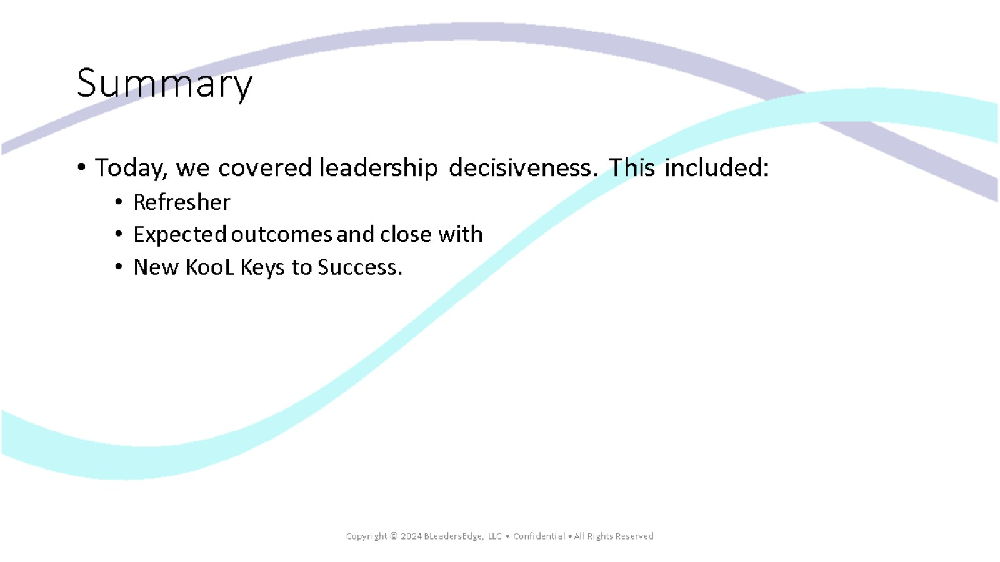 Summary
• Today, we covered leadership decisiveness. This included:
• Refresher
• Expected outcomes and close with
• New KooL Keys to Success.
Copyright © 2024 BLeadersEdge, LLC • Confidential • All Rights Reserved